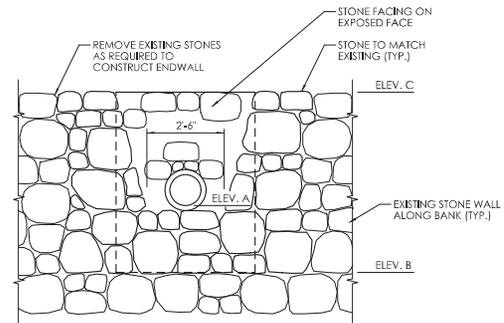 STONE FACING ON
EXPOSED FACE
REMOVE EXISTING STONES
AS REQUIRED TO
CONSTRUCT ENDWALL
STONE TO MATCH
EXISTING (TYP.)
ELEV. C
2'-6"
ELEV. A
EXISTING STONE WALL
ALONG BANK (TYP.)
ELEV. B